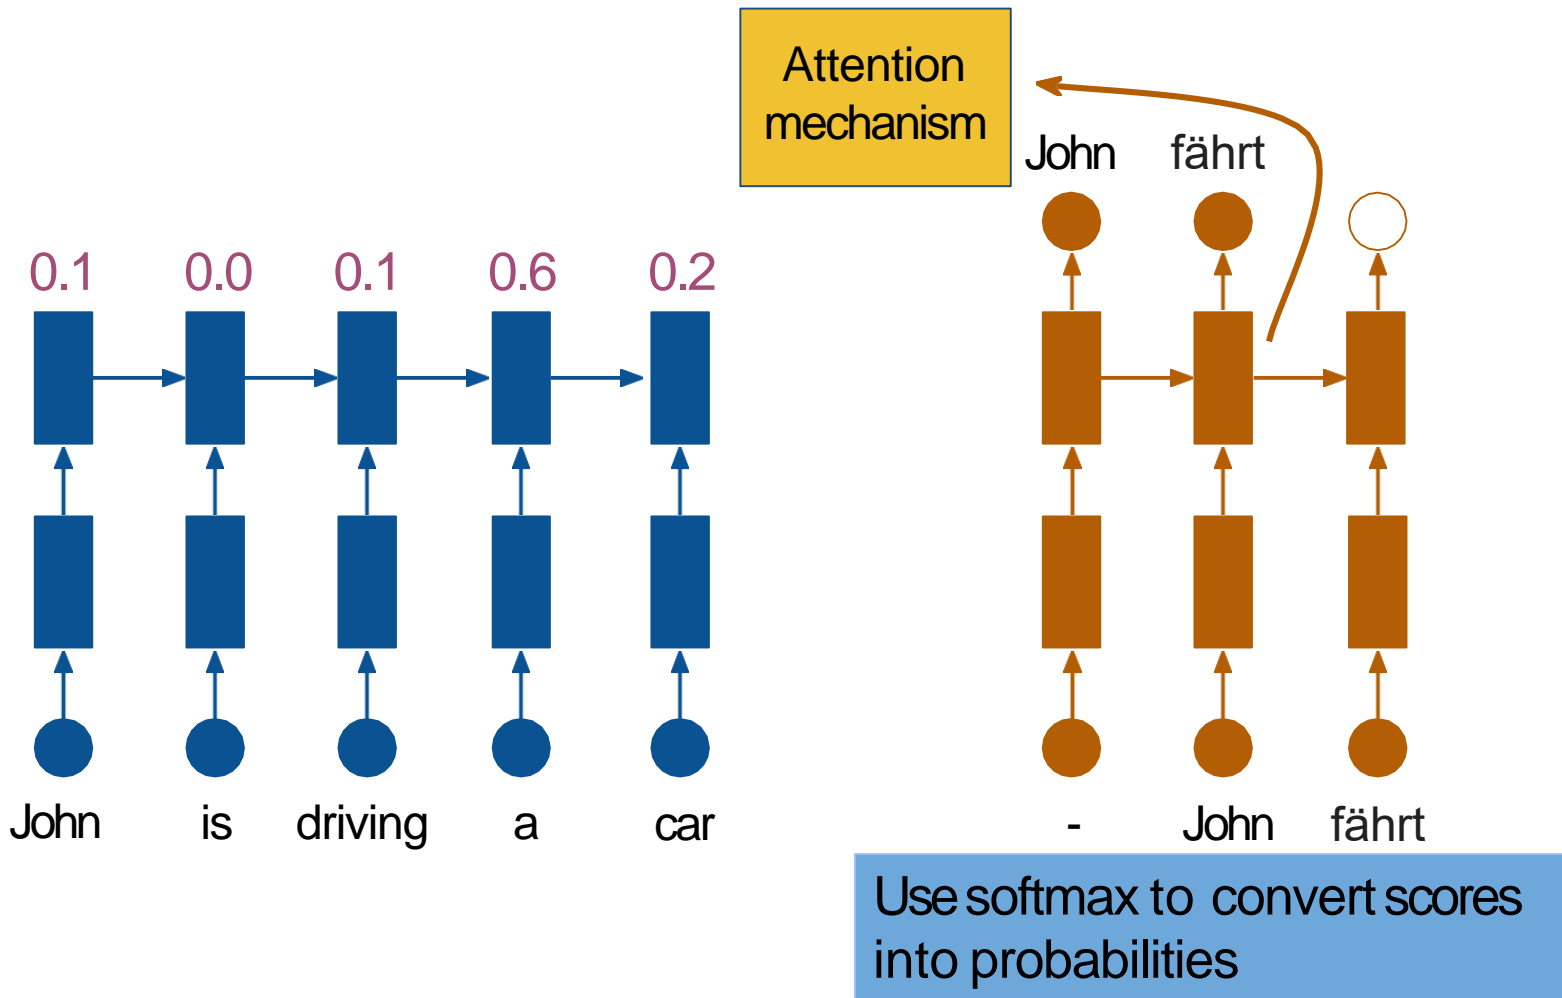 Attention
mechanism
John fährt
0.1 0.0 0.1 0.6 0.2
John is driving a car - John fährt
Use softmax to convert scores
into probabilities